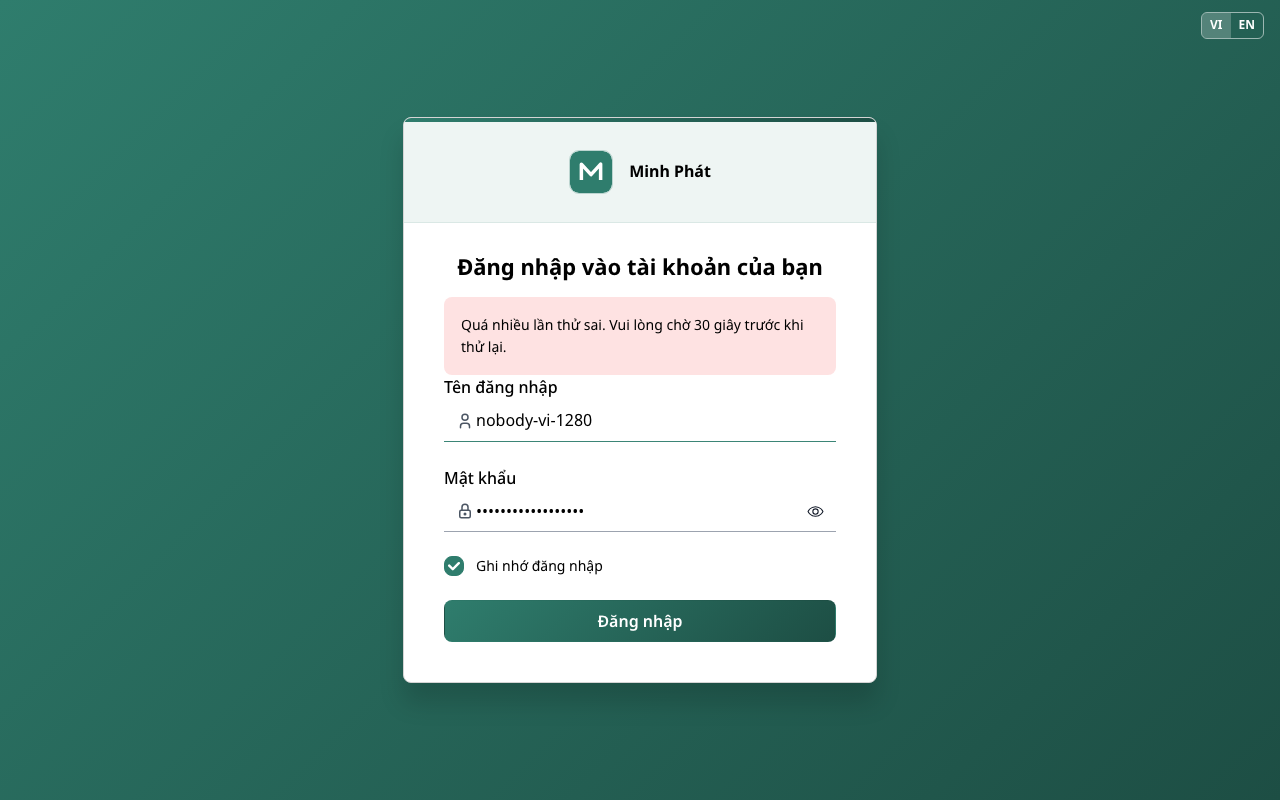 VI EN
Minh Phát
Đăng nhập vào tài khoản của bạn
Quá nhiều lần thử sai. Vui lòng chờ 30 giây trước khi
thử lại.
Tên đăng nhập
nobody-vi-1280
Mật khẩu
••••••••••••••••••
Ghi nhớ đăng nhập
Đăng nhập